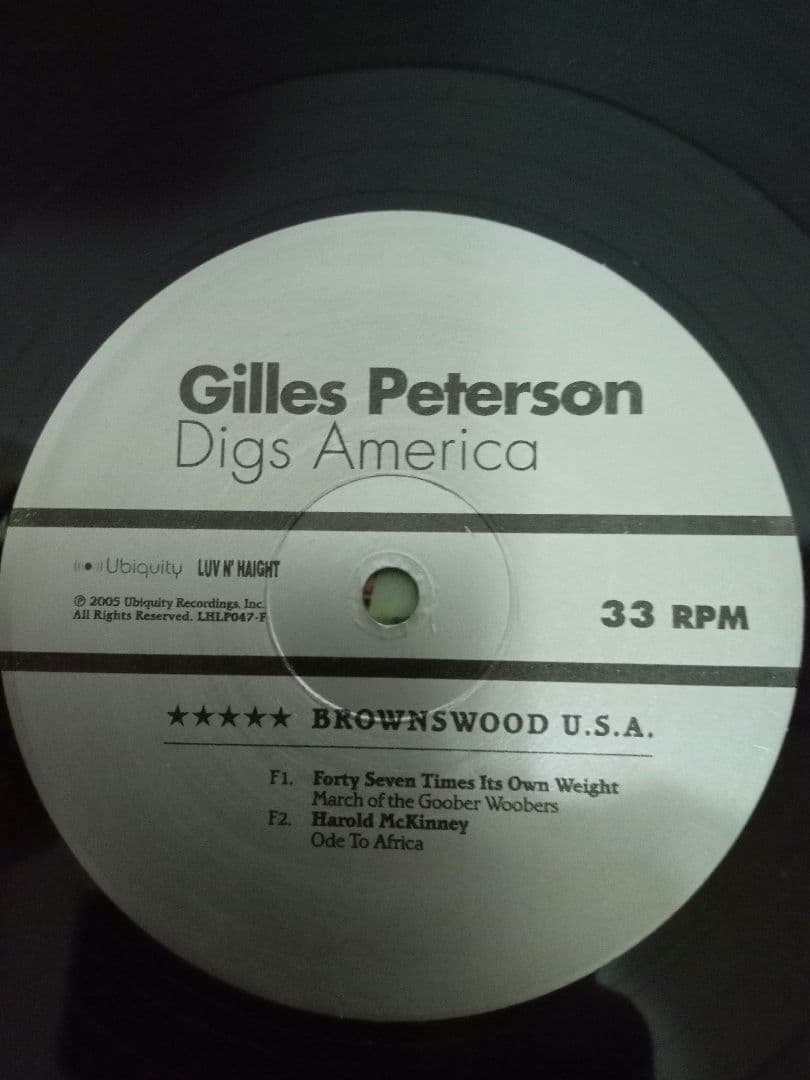 Gilles Peterson
Digs America
Ubiquity LUV N' HAIGHT
℗ 2005 Ubiquity Recordings, Inc.
All Rights Reserved. LHLP047-F
33 RPM
★★★★★ BROWNSWOOD U.S.A.
F1. Forty Seven Times Its Own Weight
March of the Goober Woobers
F2. Harold McKinney
Ode To Africa